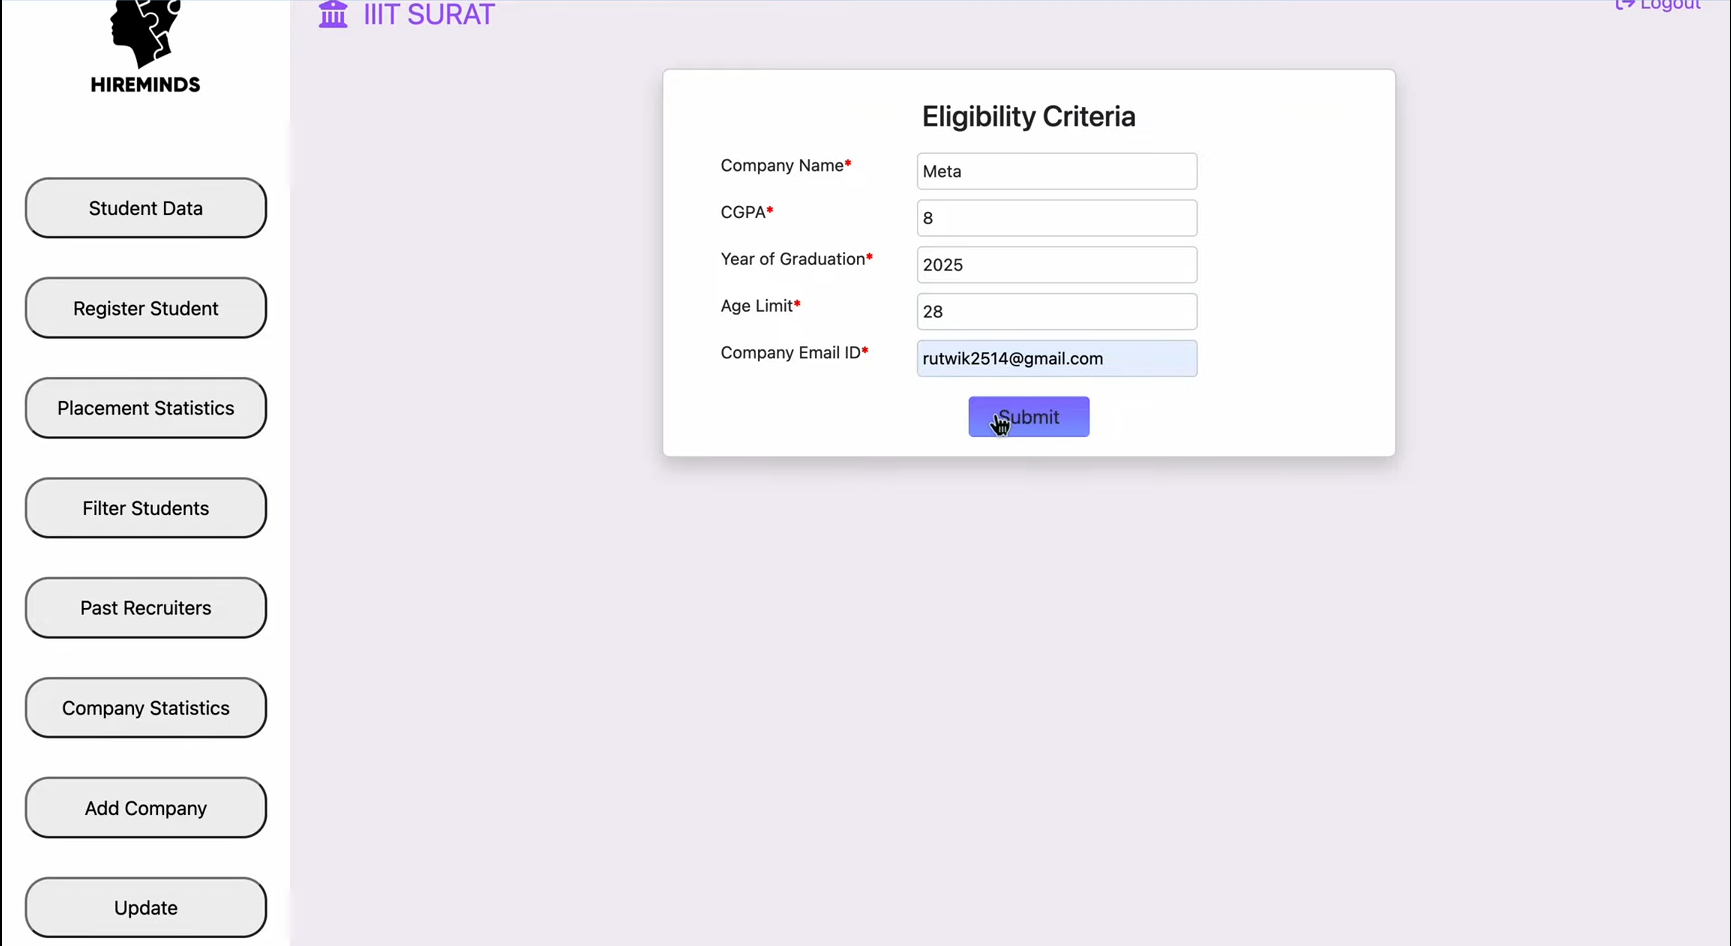 HIREMINDS
Student Data
Register Student
Placement Statistics
Filter Students
Past Recruiters
Company Statistics
Add Company
Update
IIIT SURAT
Logout
Eligibility Criteria
Company Name* Meta
CGPA* 8
Year of Graduation* 2025
Age Limit* 28
Company Email ID* rutwik2514@gmail.com
Submit